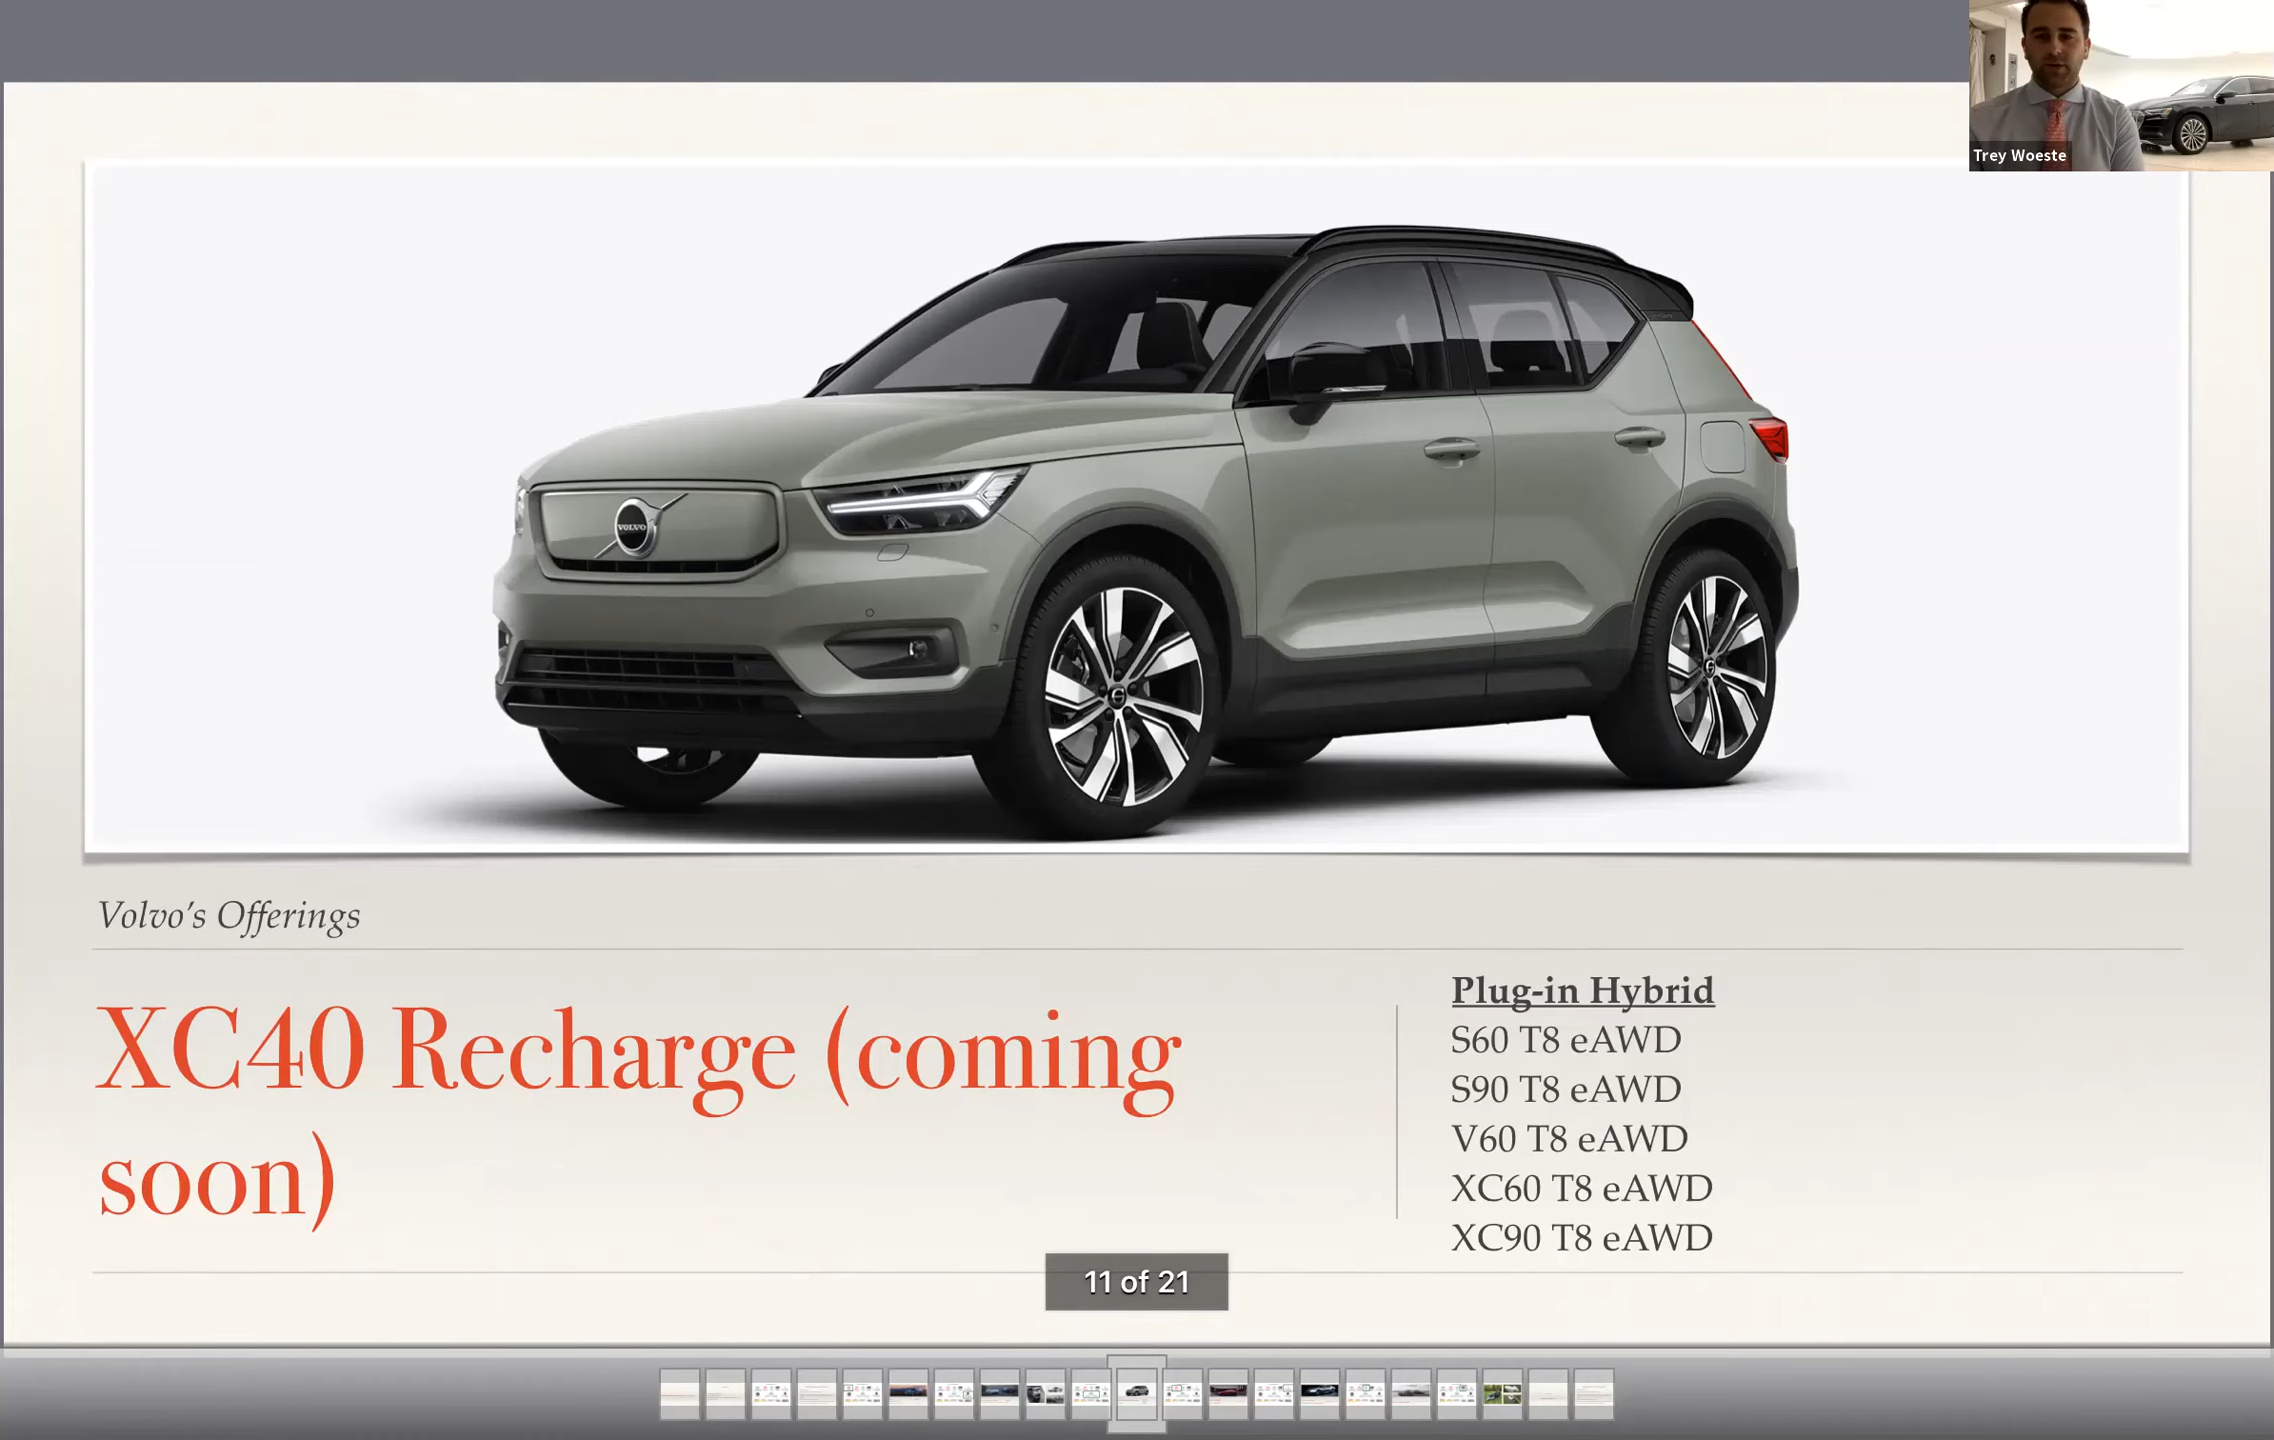 Trey Woeste
VOLVO
Volvo's Offerings
XC40 Recharge (coming
soon)
Plug-in Hybrid
S60 T8 eAWD
S90 T8 eAWD
V60 T8 eAWD
XC60 T8 eAWD
XC90 T8 eAWD
11 of 21